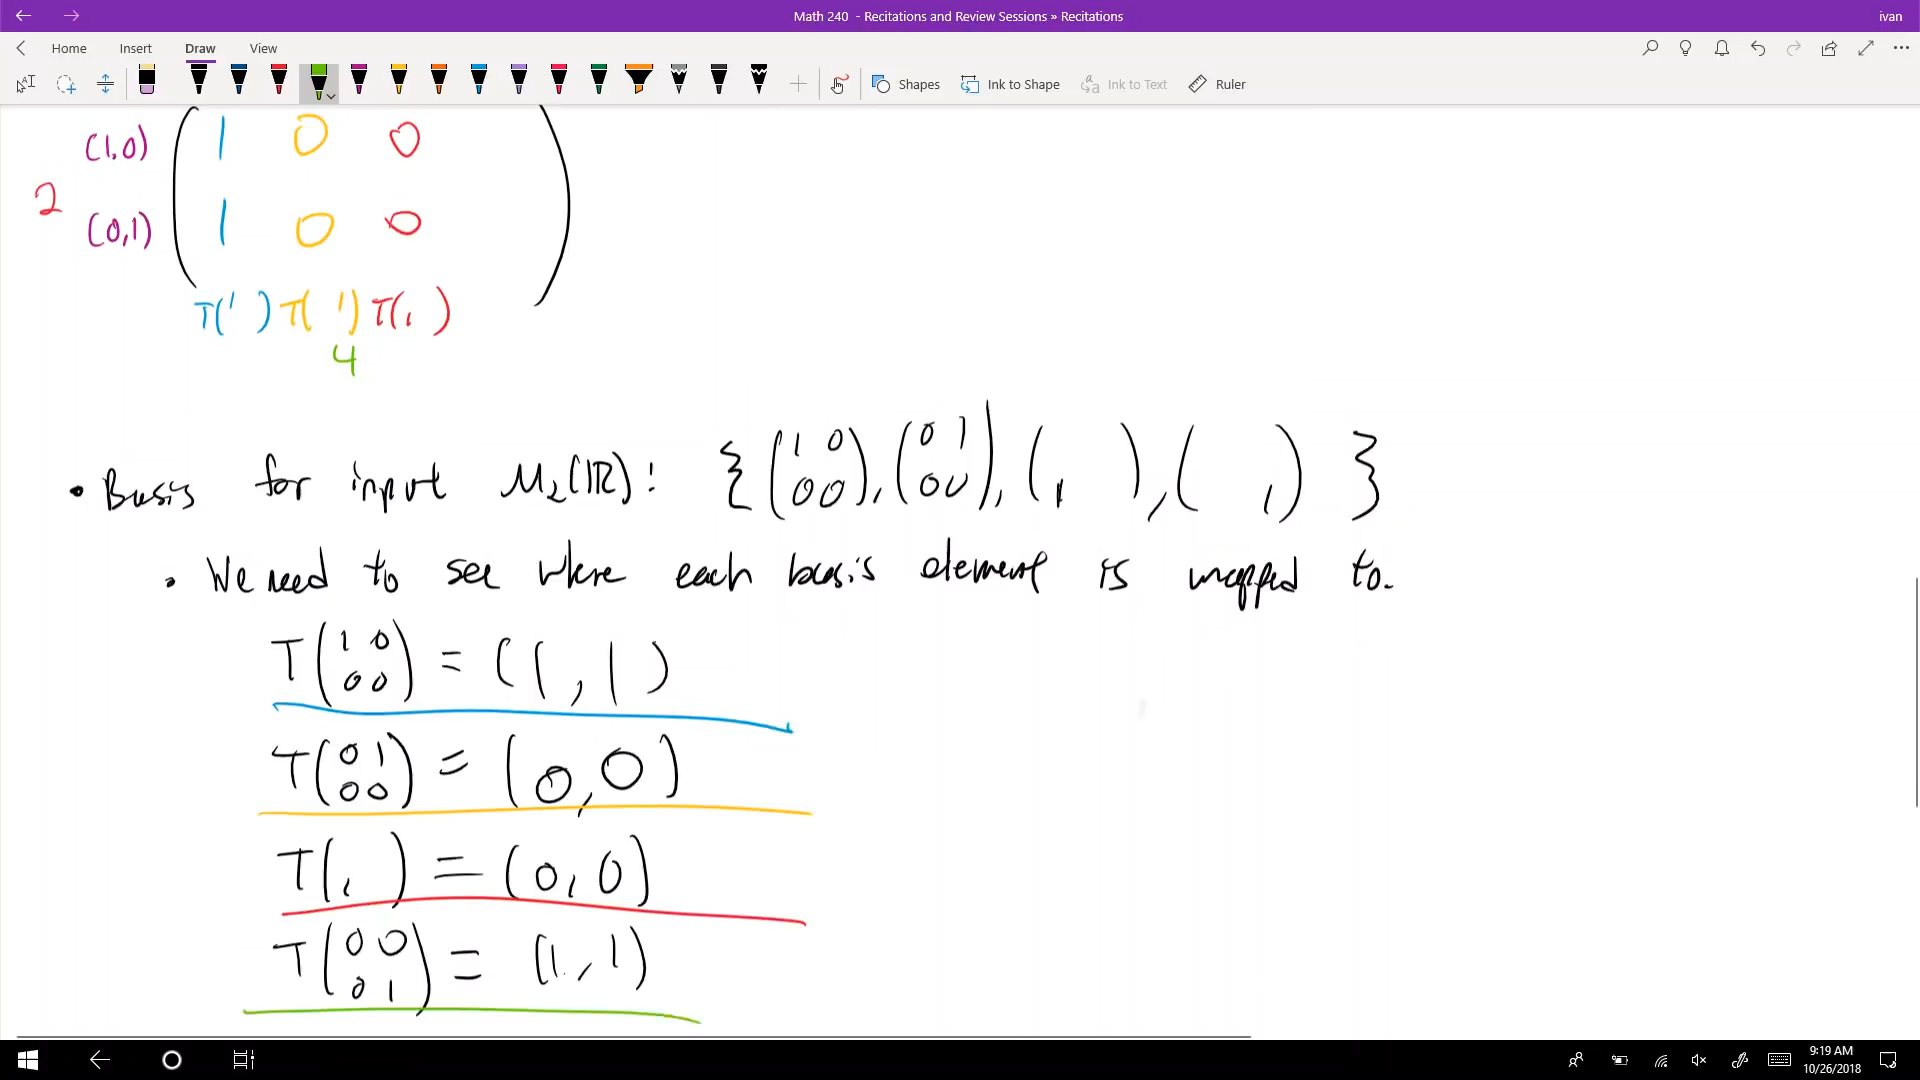 Math 240 - Recitations and Review Sessions » Recitations
ivan
Home Insert Draw View
Shapes Ink to Shape Ink to Text Ruler
(1,0) ( 1 0 0 )
2
(0,1) ( 1 0 0 )
T(1 ) T( 1) T(1 )
4
• Basis for input M₂(ℝ): { (1 0 0 0), (0 1 0 0), (1 ), ( 1) }
• We need to see where each basis element is mapped to.
T(1 0 0 0) = (1, 1)
T(0 1 0 0) = (0, 0)
T(1 ) = (0, 0)
T(0 0 0 1) = (1, 1)
9:19 AM
10/26/2018